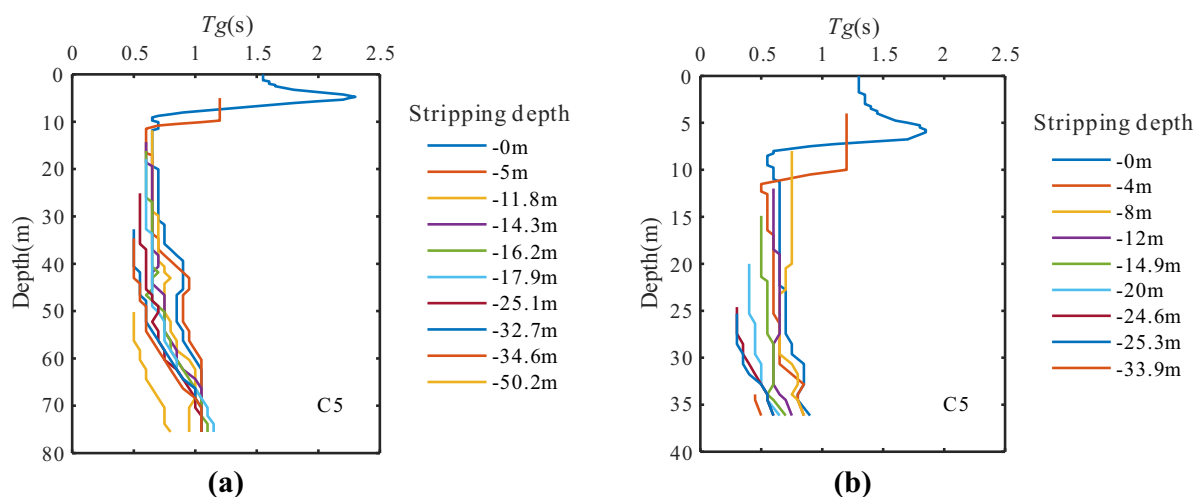 Tg(s)
0 0.5 1 1.5 2 2.5
0
10
20
30
40
50
60
70
80
Depth(m)
C5
Stripping depth
-0m
-5m
-11.8m
-14.3m
-16.2m
-17.9m
-25.1m
-32.7m
-34.6m
-50.2m
(a)
Tg(s)
0 0.5 1 1.5 2 2.5
0
5
10
15
20
25
30
35
40
Depth(m)
C5
Stripping depth
-0m
-4m
-8m
-12m
-14.9m
-20m
-24.6m
-25.3m
-33.9m
(b)